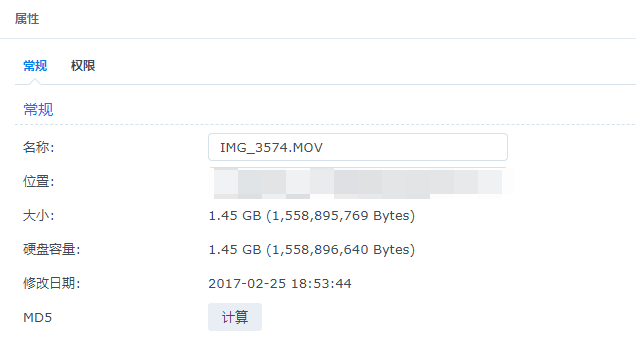 属性
常规 权限
常规
名称: IMG_3574.MOV
位置:
大小: 1.45 GB (1,558,895,769 Bytes)
硬盘容量: 1.45 GB (1,558,896,640 Bytes)
修改日期: 2017-02-25 18:53:44
MD5 计算